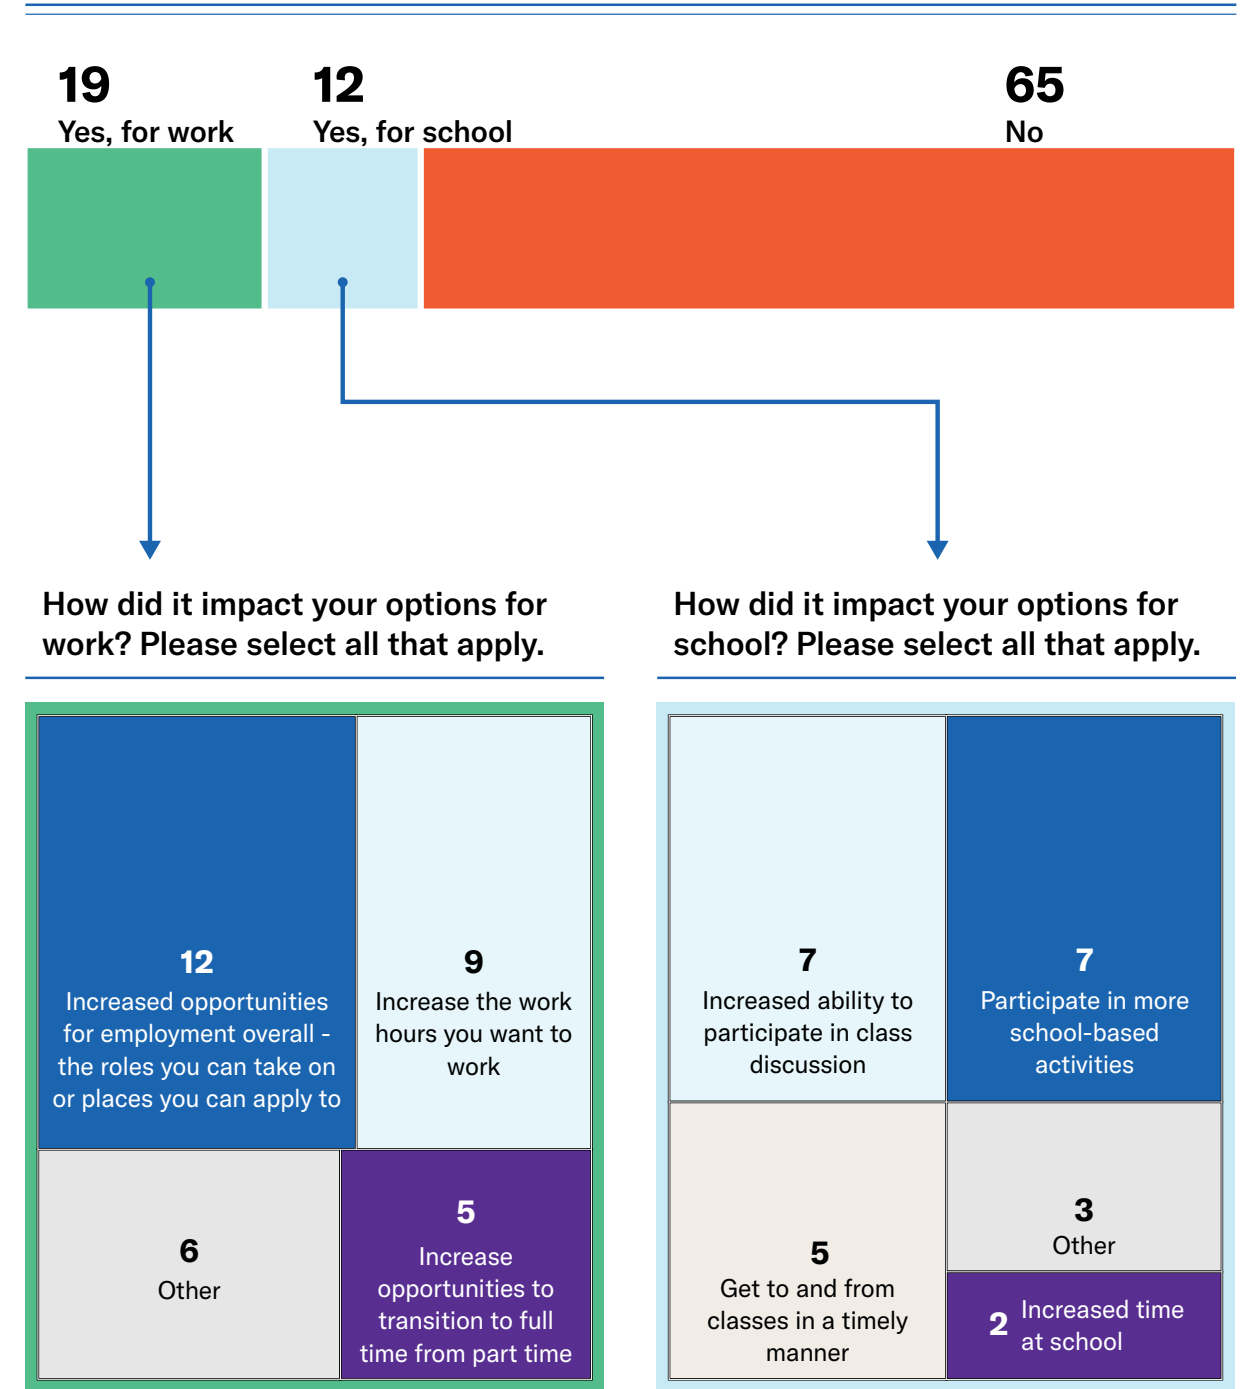 19
Yes, for work
12
Yes, for school
65
No
How did it impact your options for
work? Please select all that apply.
How did it impact your options for
school? Please select all that apply.
12
Increased opportunities
for employment overall -
the roles you can take on
or places you can apply to
9
Increase the work
hours you want to
work
6
Other
5
Increase
opportunities to
transition to full
time from part time
7
Increased ability to
participate in class
discussion
7
Participate in more
school-based
activities
5
Get to and from
classes in a timely
manner
3
Other
2
Increased time
at school